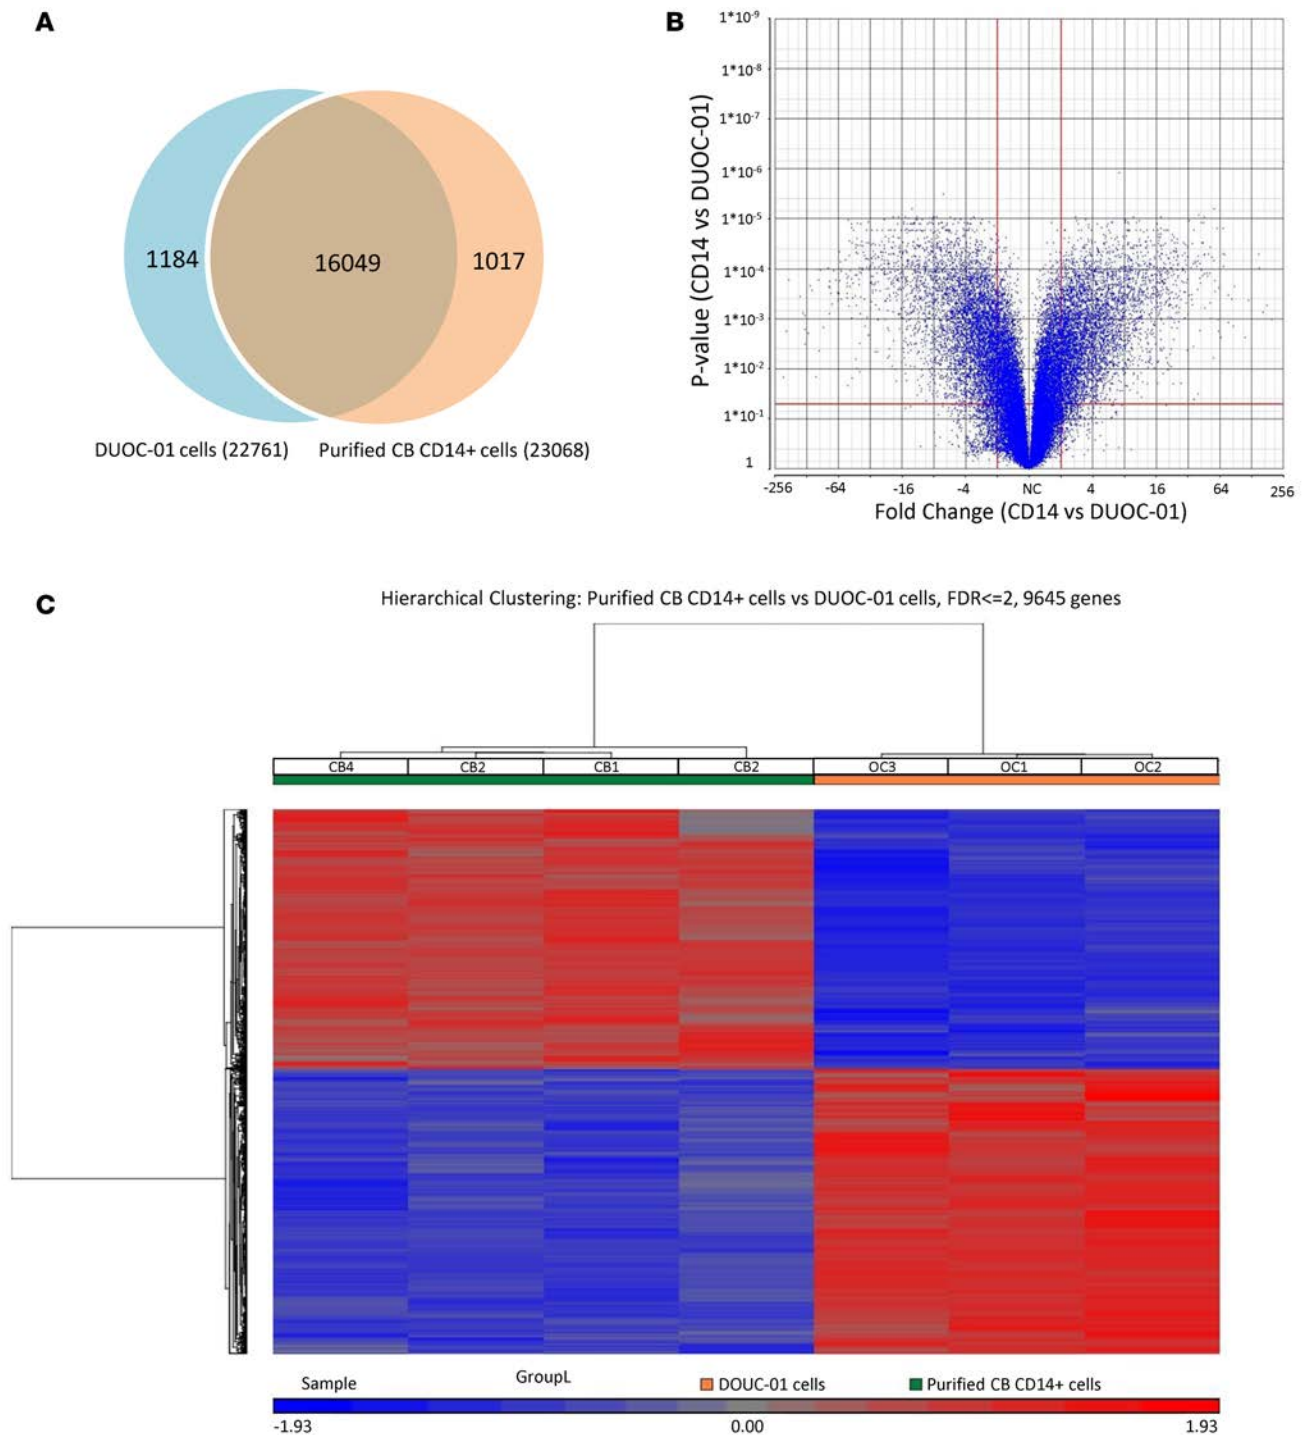 A
1184
16049
1017
DUOC-01 cells (22761)
Purified CB CD14+ cells (23068)
B
P-value (CD14 vs DUOC-01)
1*10-9
1*10-8
1*10-7
1*10-6
1*10-5
1*10-4
1*10-3
1*10-2
1*10-1
1
-256 -64 -16 -4 NC 4 16 64 256
Fold Change (CD14 vs DUOC-01)
C
Hierarchical Clustering: Purified CB CD14+ cells vs DUOC-01 cells, FDR<=2, 9645 genes
CB4 CB2 CB1 CB2 OC3 OC1 OC2
Sample GroupL DOUC-01 cells Purified CB CD14+ cells
-1.93 0.00 1.93